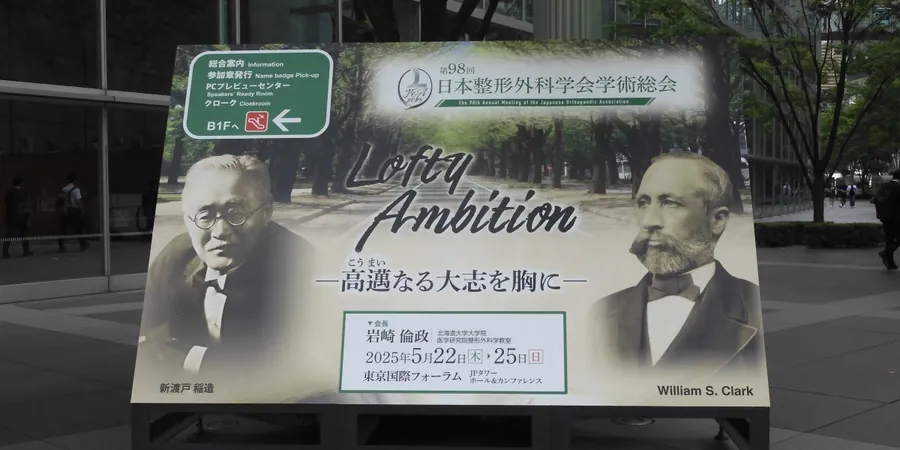 総合案内 Information
参加章発行 Name badge Pick-up
PCプレビューセンター
Speakers' Ready Room
クローク Cloakroom
B1Fへ
第98回
日本整形外科学会学術総会
The 98th Annual Meeting of the Japanese Orthopaedic Association
Lofty
Ambition
こうまい
―高邁なる大志を胸に―
▼会長
岩崎 倫政
北海道大学大学院
医学研究院整形外科学教室
2025年5月22日 木 ▸ 25日 日
東京国際フォーラム
JPタワー
ホール&カンファレンス
新渡戸 稲造
William S. Clark